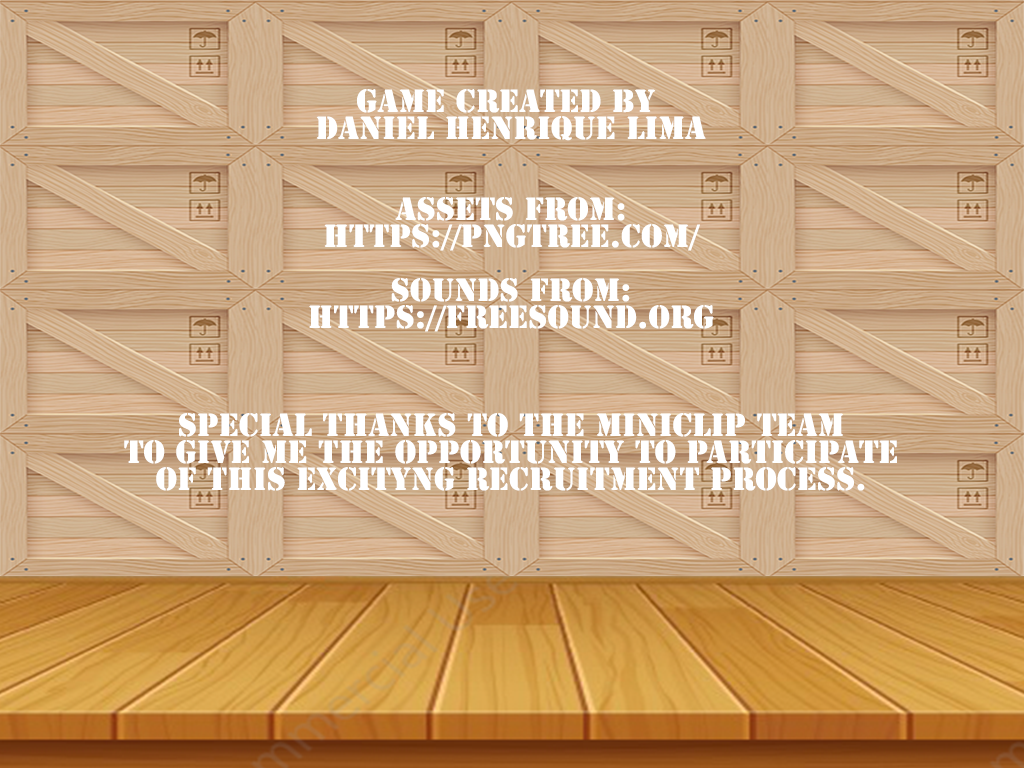 GAME CREATED BY
DANIEL HENRIQUE LIMA
ASSETS FROM:
HTTPS://PNGTREE.COM/
SOUNDS FROM:
HTTPS://FREESOUND.ORG
SPECIAL THANKS TO THE MINICLIP TEAM
TO GIVE ME THE OPPORTUNITY TO PARTICIPATE
OF THIS EXCITYNG RECRUITMENT PROCESS.